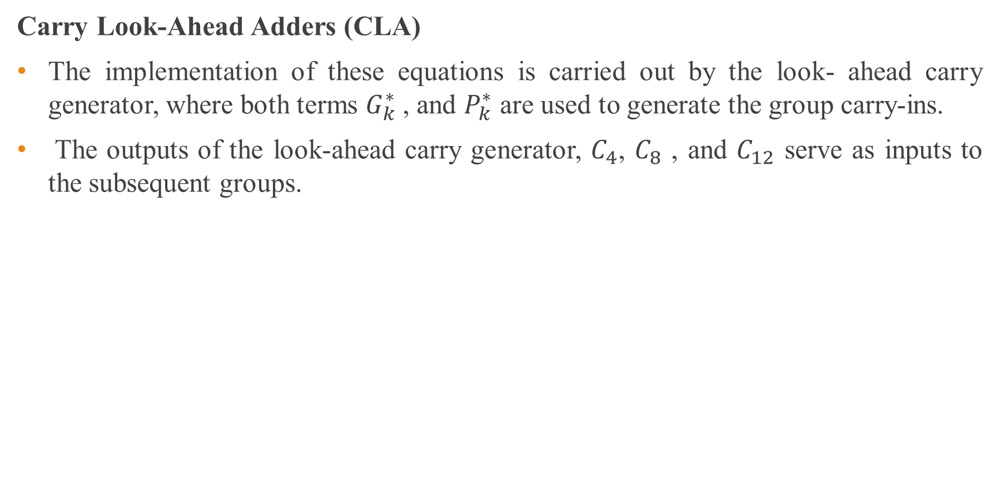 Carry Look-Ahead Adders (CLA)
• The implementation of these equations is carried out by the look- ahead carry
generator, where both terms $G_k^*$ , and $P_k^*$ are used to generate the group carry-ins.
• The outputs of the look-ahead carry generator, $C_4$, $C_8$ , and $C_{12}$ serve as inputs to
the subsequent groups.